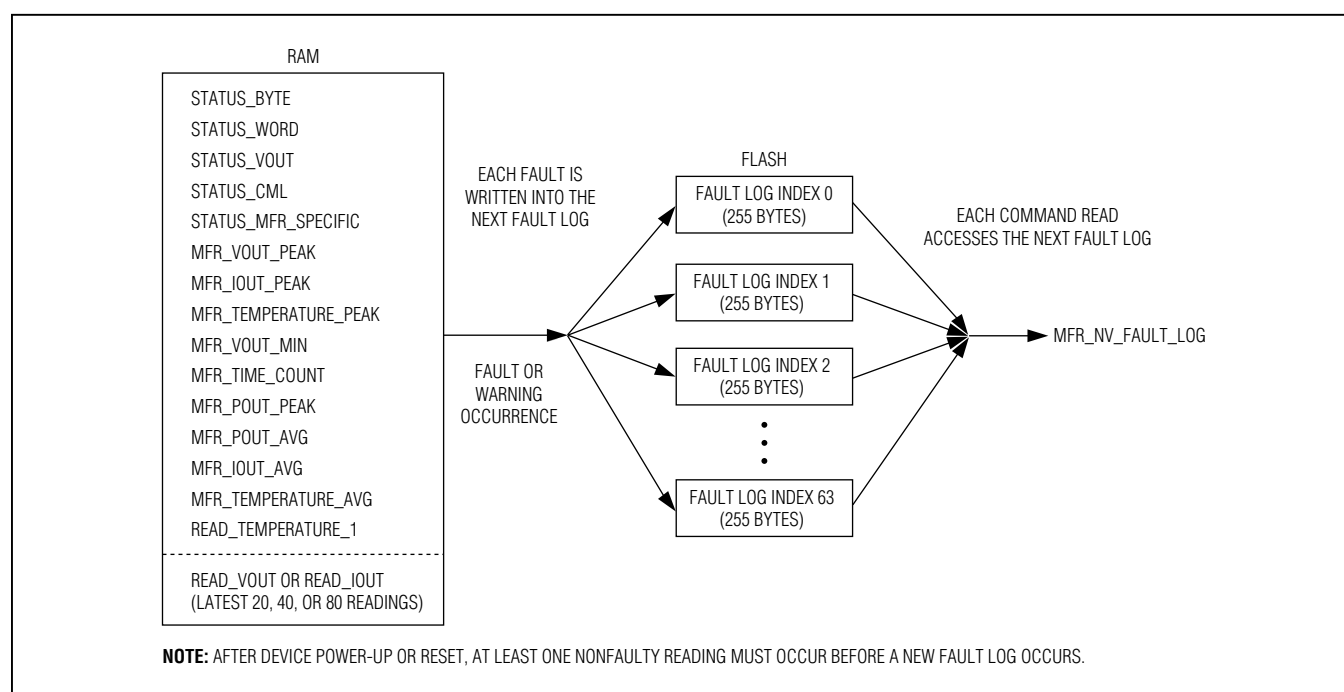 RAM
STATUS_BYTE
STATUS_WORD
STATUS_VOUT
STATUS_CML
STATUS_MFR_SPECIFIC
MFR_VOUT_PEAK
MFR_IOUT_PEAK
MFR_TEMPERATURE_PEAK
MFR_VOUT_MIN
MFR_TIME_COUNT
MFR_POUT_PEAK
MFR_POUT_AVG
MFR_IOUT_AVG
MFR_TEMPERATURE_AVG
READ_TEMPERATURE_1
READ_VOUT OR READ_IOUT
(LATEST 20, 40, OR 80 READINGS)
EACH FAULT IS
WRITTEN INTO THE
NEXT FAULT LOG
FAULT OR
WARNING
OCCURRENCE
FLASH
FAULT LOG INDEX 0
(255 BYTES)
FAULT LOG INDEX 1
(255 BYTES)
FAULT LOG INDEX 2
(255 BYTES)
FAULT LOG INDEX 63
(255 BYTES)
EACH COMMAND READ
ACCESSES THE NEXT FAULT LOG
MFR_NV_FAULT_LOG
NOTE: AFTER DEVICE POWER-UP OR RESET, AT LEAST ONE NONFAULTY READING MUST OCCUR BEFORE A NEW FAULT LOG OCCURS.